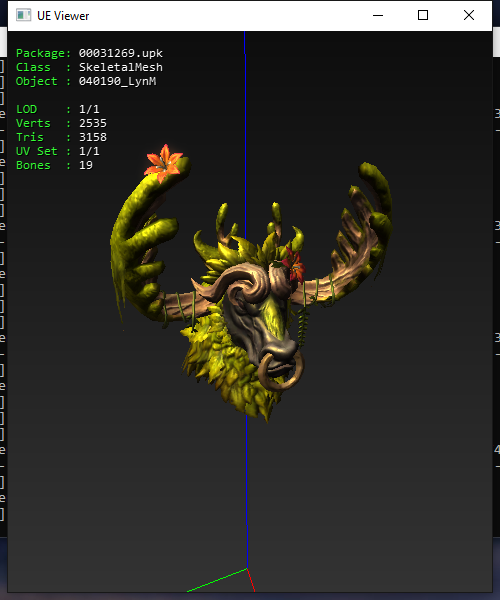 UE Viewer
Package: 00031269.upk
Class  : SkeletalMesh
Object : 040190_LynM
LOD    : 1/1
Verts  : 2535
Tris   : 3158
UV Set : 1/1
Bones  : 19